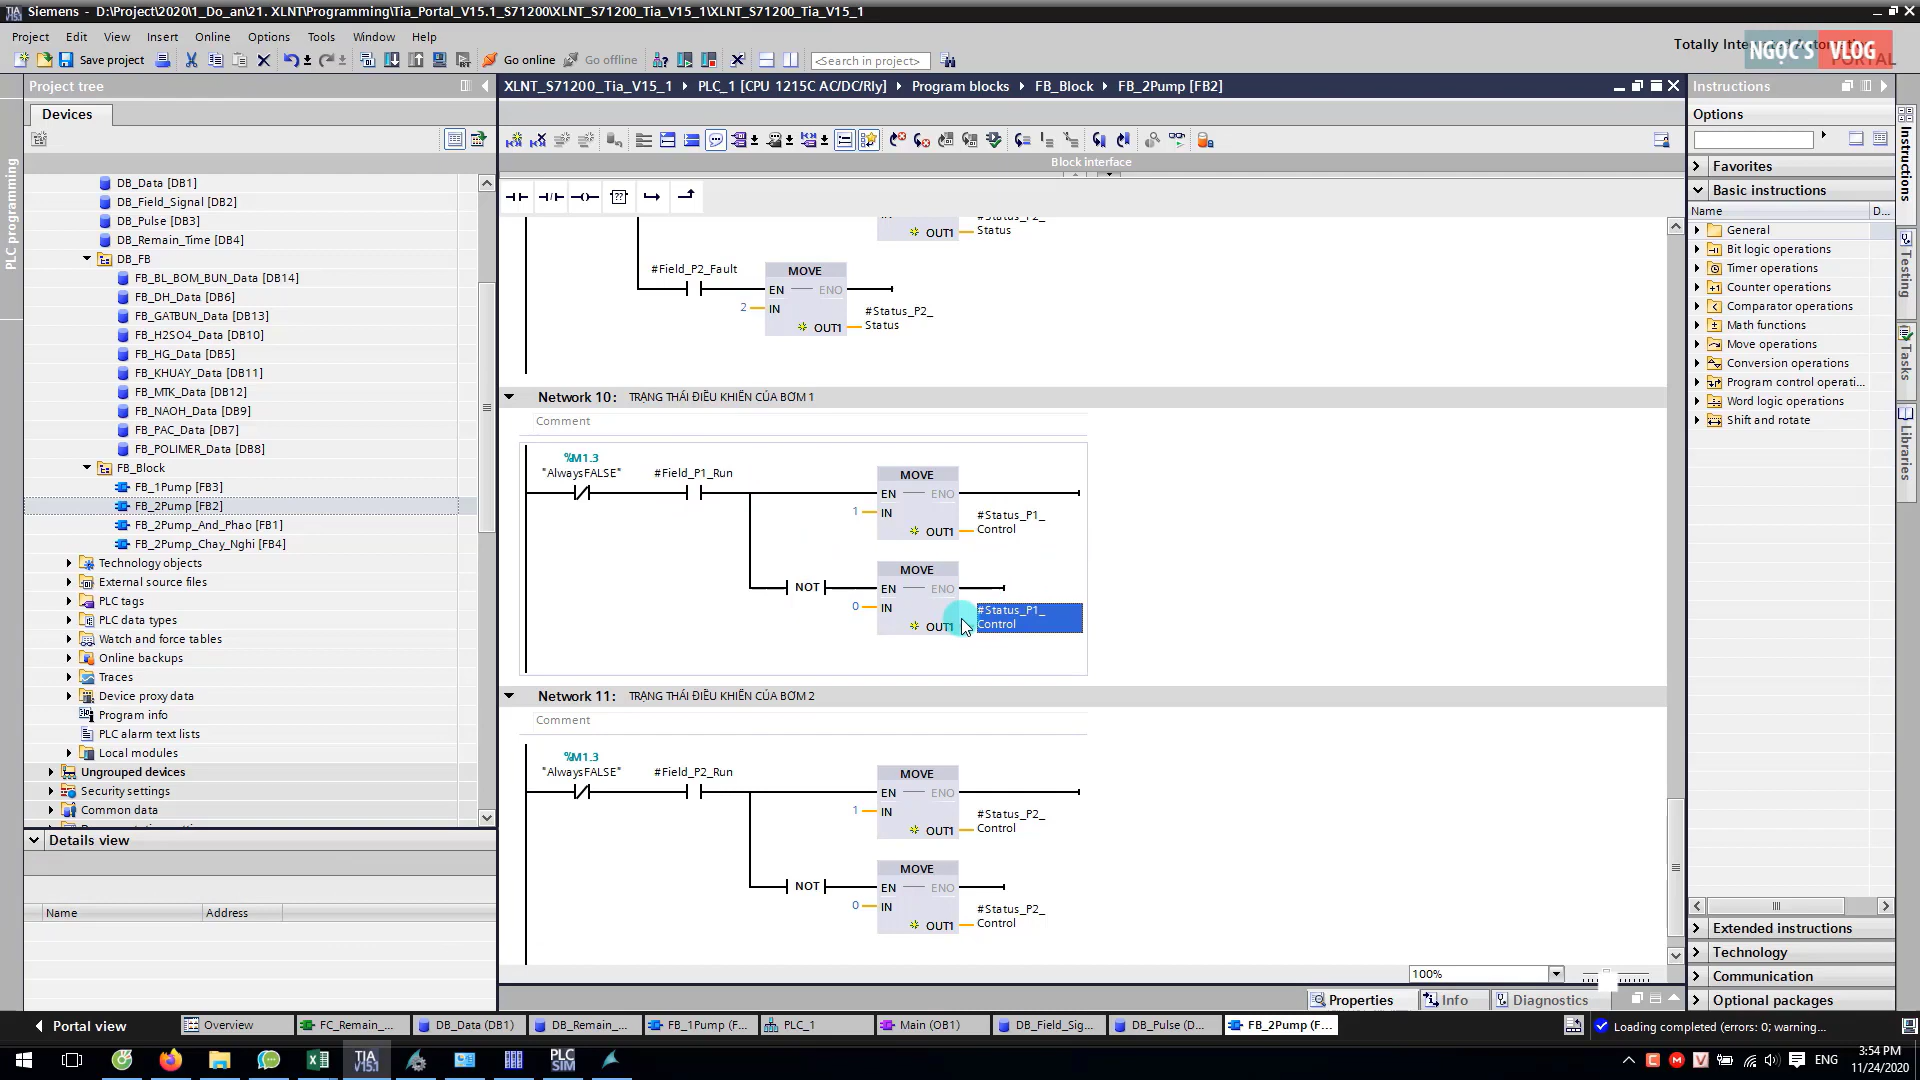 Siemens - D:\Project\2020\1_Do_an\21. XLNT\Programming\Tia_Portal_V15.1_S71200\XLNT_S71200_Tia_V15_1\XLNT_S71200_Tia_V15_1
Project Edit View Insert Online Options Tools Window Help
NGỌC'S VLOG
PORTAL
Save project
Go online
Go offline
<Search in project>
Project tree
XLNT_S71200_Tia_V15_1 PLC_1 [CPU 1215C AC/DC/Rly] Program blocks FB_Block FB_2Pump [FB2]
Instructions
Devices
Options
PLC programming
Block interface
DB_Data [DB1]
DB_Field_Signal [DB2]
DB_Pulse [DB3]
DB_Remain_Time [DB4]
DB_FB
FB_BL_BOM_BUN_Data [DB14]
FB_DH_Data [DB6]
FB_GATBUN_Data [DB13]
FB_H2SO4_Data [DB10]
FB_HG_Data [DB5]
FB_KHUAY_Data [DB11]
FB_MTK_Data [DB12]
FB_NAOH_Data [DB9]
FB_PAC_Data [DB7]
FB_POLIMER_Data [DB8]
FB_Block
FB_1Pump [FB3]
FB_2Pump [FB2]
FB_2Pump_And_Phao [FB1]
FB_2Pump_Chay_Nghi [FB4]
Technology objects
External source files
PLC tags
PLC data types
Watch and force tables
Online backups
Traces
Device proxy data
Program info
PLC alarm text lists
Local modules
Ungrouped devices
Security settings
Common data
Details view
Name Address
#Status_P2_
Status
OUT1
#Field_P2_Fault
MOVE
EN ENO
2 IN
#Status_P2_
Status
OUT1
Network 10: TRẠNG THÁI ĐIỀU KHIỂN CỦA BƠM 1
Comment
%M1.3
"AlwaysFALSE"
#Field_P1_Run
MOVE
EN ENO
1 IN
#Status_P1_
Control
OUT1
MOVE
NOT
EN ENO
0 IN
#Status_P1_
Control
OUT1
Network 11: TRẠNG THÁI ĐIỀU KHIỂN CỦA BƠM 2
Comment
%M1.3
"AlwaysFALSE"
#Field_P2_Run
MOVE
EN ENO
1 IN
#Status_P2_
Control
OUT1
MOVE
NOT
EN ENO
0 IN
#Status_P2_
Control
OUT1
100%
Properties Info Diagnostics
Favorites
Basic instructions
Name D...
General
Bit logic operations
Timer operations
Counter operations
Comparator operations
Math functions
Move operations
Conversion operations
Program control operati...
Word logic operations
Shift and rotate
Extended instructions
Technology
Communication
Optional packages
Instructions
Testing
Tasks
Libraries
Portal view
Overview
FC_Remain_...
DB_Data (DB1)
DB_Remain_...
FB_1Pump (F...
PLC_1
Main (OB1)
DB_Field_Sig...
DB_Pulse (D...
FB_2Pump (F...
Loading completed (errors: 0; warning...
TIA V15.1
PLC SIM
ENG
3:54 PM
11/24/2020